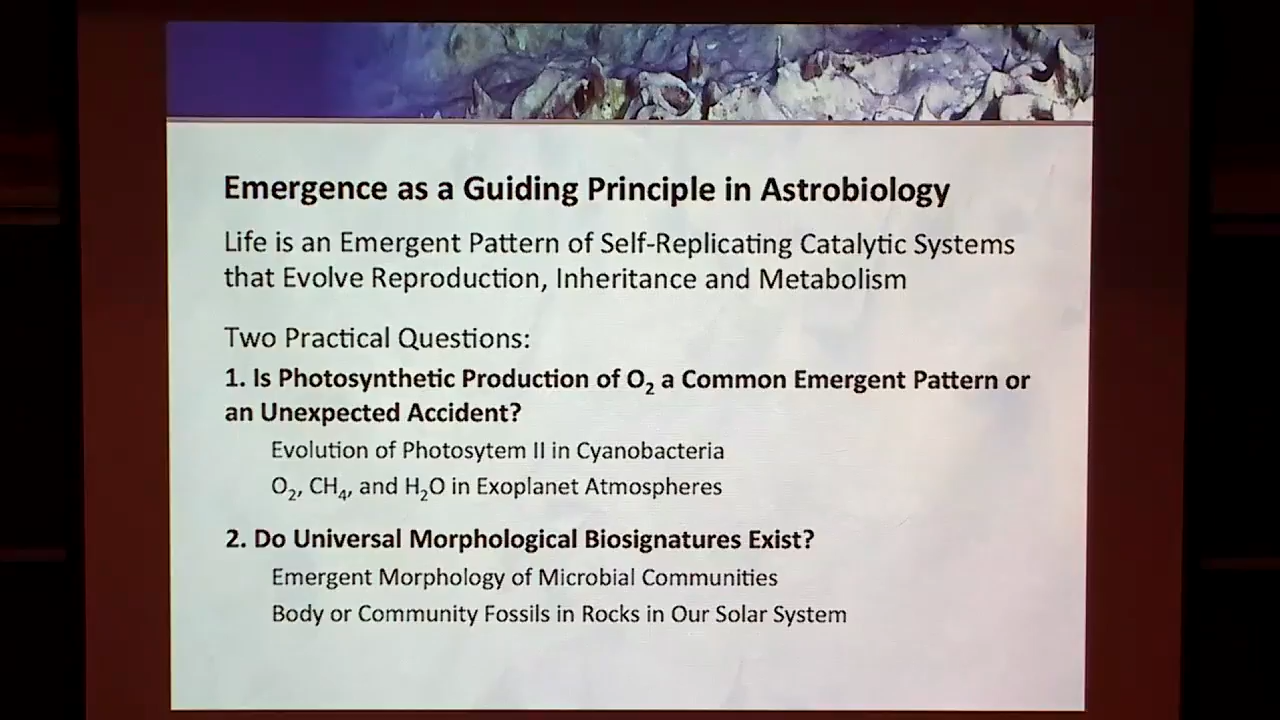 Emergence as a Guiding Principle in Astrobiology
Life is an Emergent Pattern of Self-Replicating Catalytic Systems
that Evolve Reproduction, Inheritance and Metabolism
Two Practical Questions:
1. Is Photosynthetic Production of O₂ a Common Emergent Pattern or
an Unexpected Accident?
Evolution of Photosytem II in Cyanobacteria
O₂, CH₄, and H₂O in Exoplanet Atmospheres
2. Do Universal Morphological Biosignatures Exist?
Emergent Morphology of Microbial Communities
Body or Community Fossils in Rocks in Our Solar System